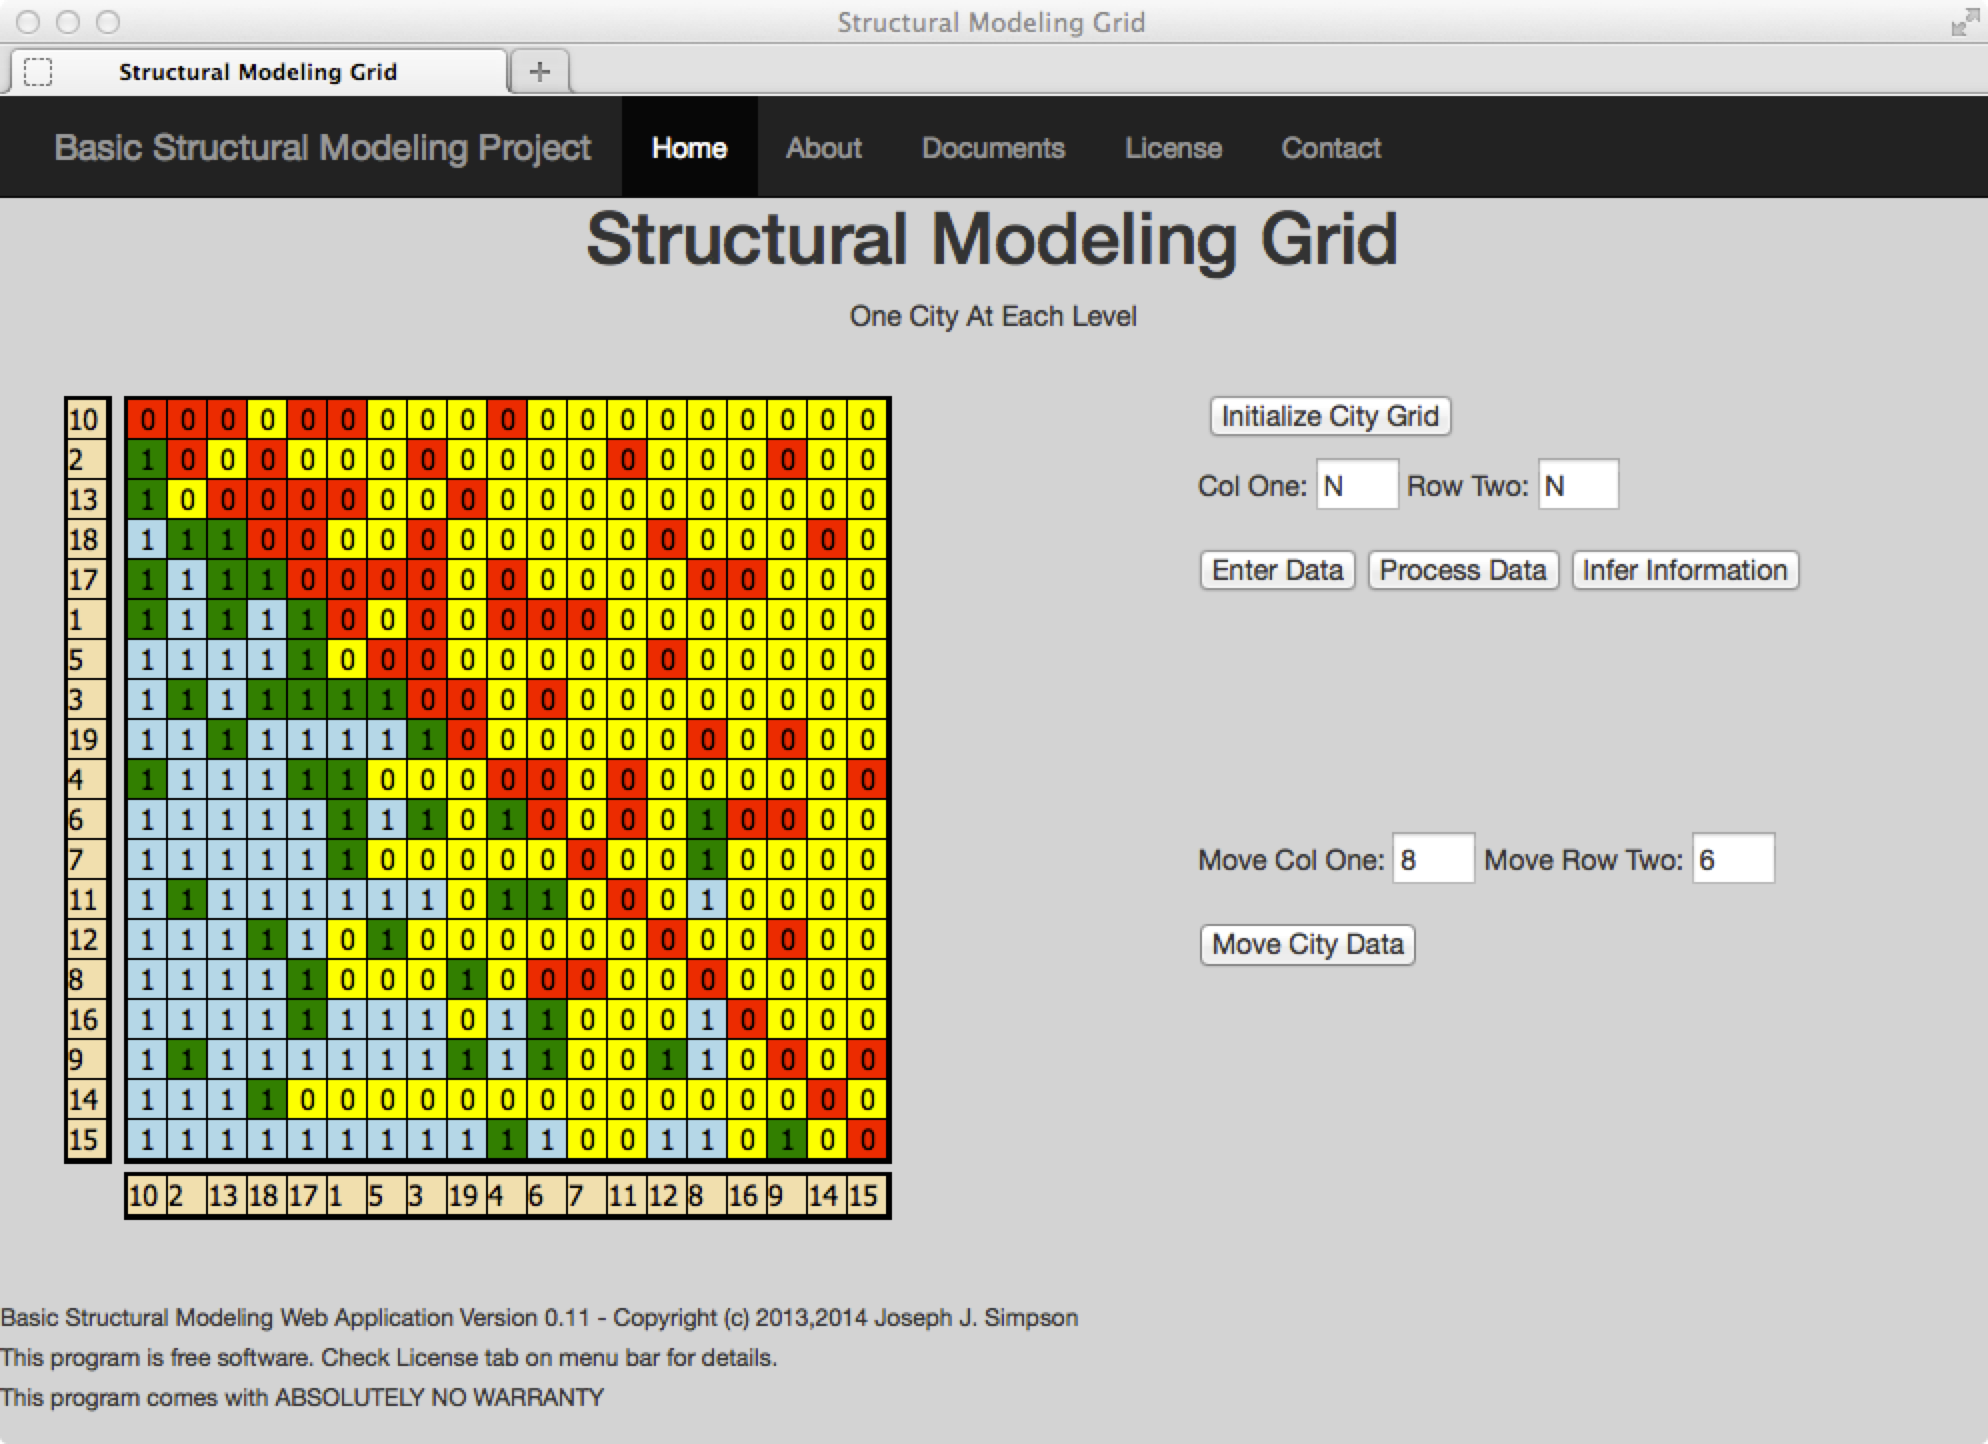 Structural Modeling Grid
Structural Modeling Grid +
Basic Structural Modeling Project Home About Documents License Contact
Structural Modeling Grid
One City At Each Level
10 0 0 0 0 0 0 0 0 0 0 0 0 0 0 0 0 0 0 0
2 1 0 0 0 0 0 0 0 0 0 0 0 0 0 0 0 0 0 0
13 1 0 0 0 0 0 0 0 0 0 0 0 0 0 0 0 0 0 0
18 1 1 1 0 0 0 0 0 0 0 0 0 0 0 0 0 0 0 0
17 1 1 1 1 0 0 0 0 0 0 0 0 0 0 0 0 0 0 0
1 1 1 1 1 1 0 0 0 0 0 0 0 0 0 0 0 0 0 0
5 1 1 1 1 1 0 0 0 0 0 0 0 0 0 0 0 0 0 0
3 1 1 1 1 1 1 1 0 0 0 0 0 0 0 0 0 0 0 0
19 1 1 1 1 1 1 1 1 0 0 0 0 0 0 0 0 0 0 0
4 1 1 1 1 1 1 0 0 0 0 0 0 0 0 0 0 0 0 0
6 1 1 1 1 1 1 1 1 0 1 0 0 0 0 1 0 0 0 0
7 1 1 1 1 1 1 0 0 0 0 0 0 0 0 1 0 0 0 0
11 1 1 1 1 1 1 1 1 0 1 1 0 0 0 1 0 0 0 0
12 1 1 1 1 1 0 1 0 0 0 0 0 0 0 0 0 0 0 0
8 1 1 1 1 1 0 0 0 1 0 0 0 0 0 0 0 0 0 0
16 1 1 1 1 1 1 1 1 0 1 1 0 0 0 1 0 0 0 0
9 1 1 1 1 1 1 1 1 1 1 1 0 0 1 1 0 0 0 0
14 1 1 1 1 0 0 0 0 0 0 0 0 0 0 0 0 0 0 0
15 1 1 1 1 1 1 1 1 1 1 1 0 0 1 1 0 1 0 0
10 2 13 18 17 1 5 3 19 4 6 7 11 12 8 16 9 14 15
Initialize City Grid
Col One: N Row Two: N
Enter Data Process Data Infer Information
Move Col One: 8 Move Row Two: 6
Move City Data
Basic Structural Modeling Web Application Version 0.11 - Copyright (c) 2013,2014 Joseph J. Simpson
This program is free software. Check License tab on menu bar for details.
This program comes with ABSOLUTELY NO WARRANTY